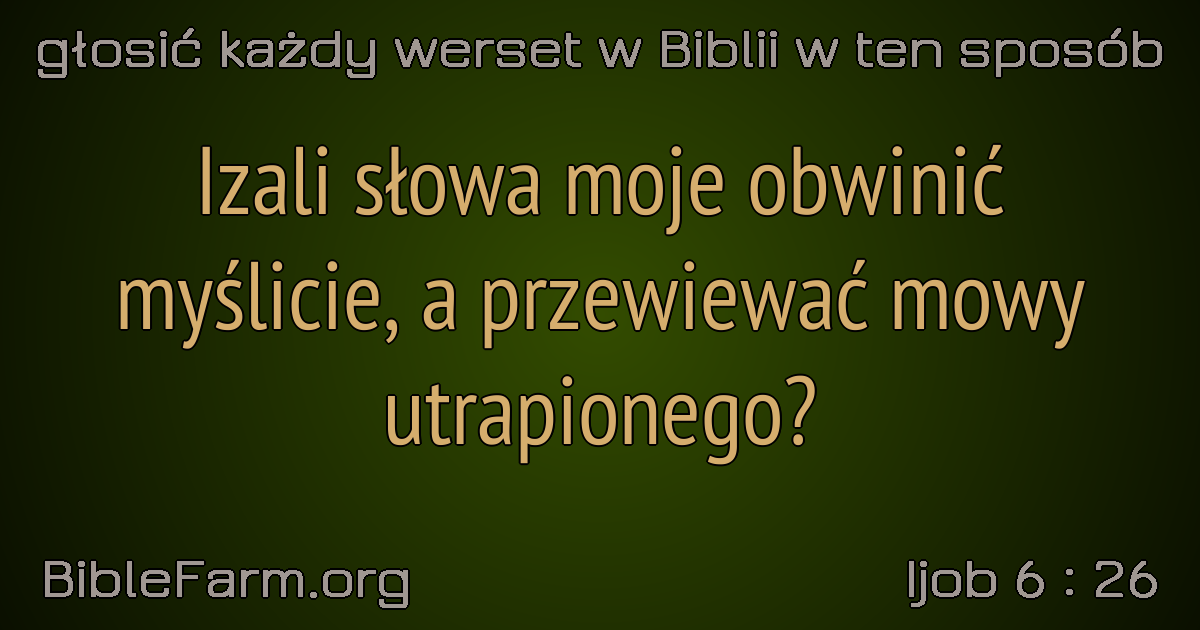 głosić każdy werset w Biblii w ten sposób
Izali słowa moje obwinić
myślicie, a przewiewać mowy
utrapionego?
BibleFarm.org
Ijob 6 : 26